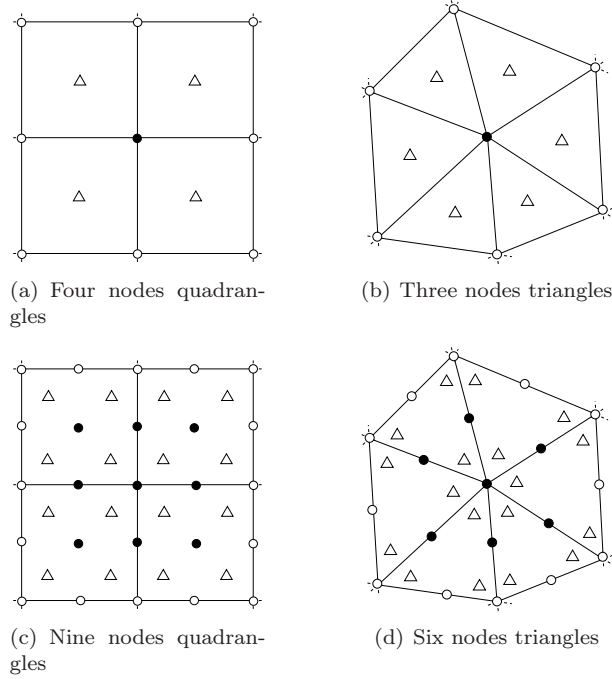 (a) Four nodes quadran-
gles
(b) Three nodes triangles
(c) Nine nodes quadran-
gles
(d) Six nodes triangles